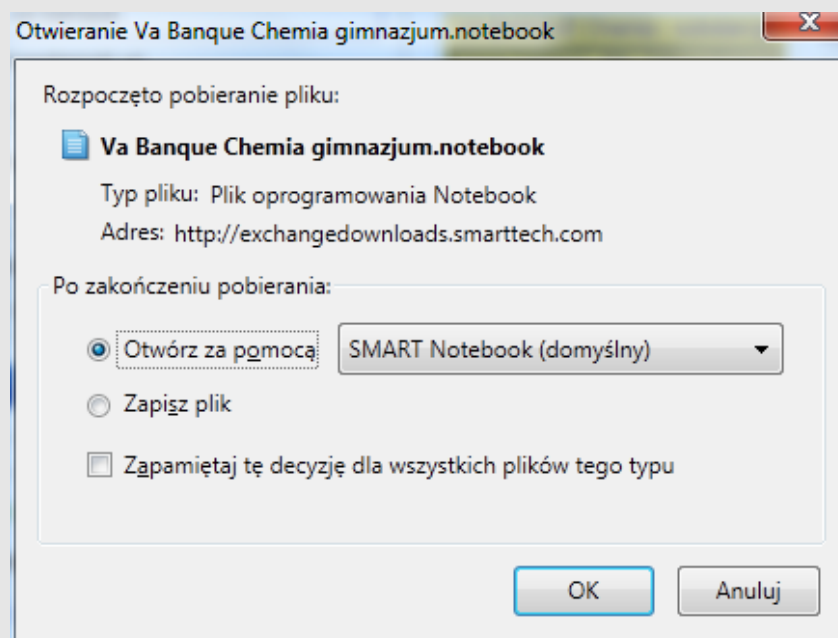 Otwieranie Va Banque Chemia gimnazjum.notebook
Rozpoczęto pobieranie pliku:
Va Banque Chemia gimnazjum.notebook
Typ pliku: Plik oprogramowania Notebook
Adres: http://exchangedownloads.smarttech.com
Po zakończeniu pobierania:
Otwórz za pomocą SMART Notebook (domyślny)
Zapisz plik
Zapamiętaj tę decyzję dla wszystkich plików tego typu
OK Anuluj